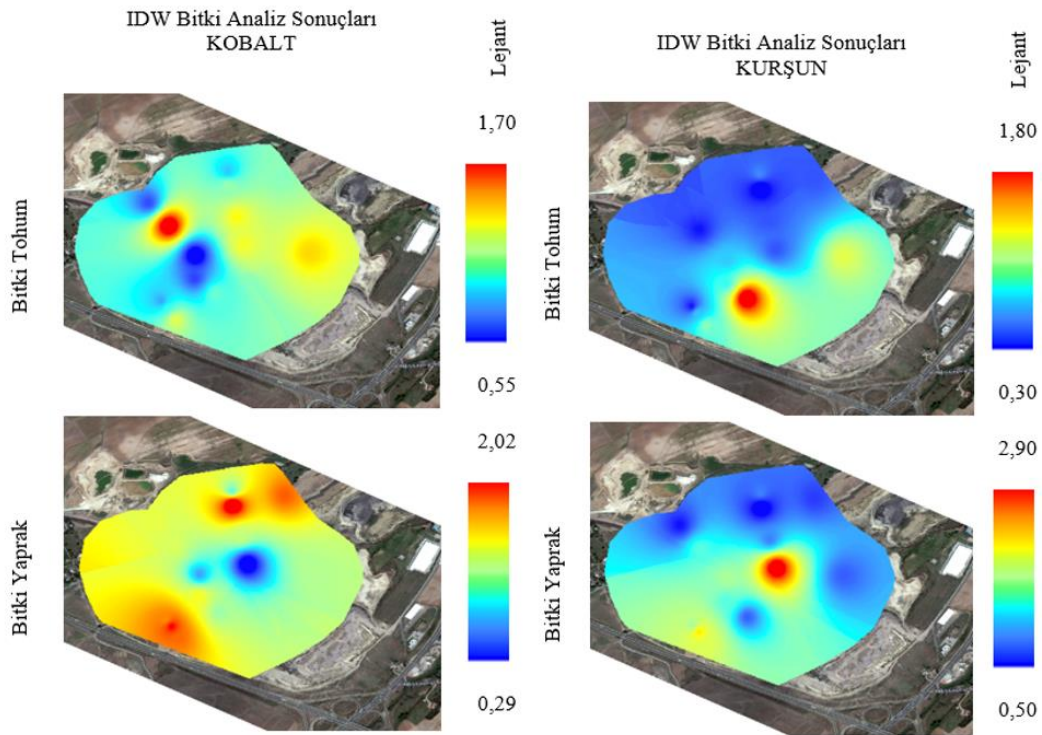 IDW Bitki Analiz Sonuçları
KOBALT
Lejant
1,70
0,55
Bitki Tohum
2,02
0,29
Bitki Yaprak
IDW Bitki Analiz Sonuçları
KURŞUN
Lejant
1,80
0,30
Bitki Tohum
2,90
0,50
Bitki Yaprak